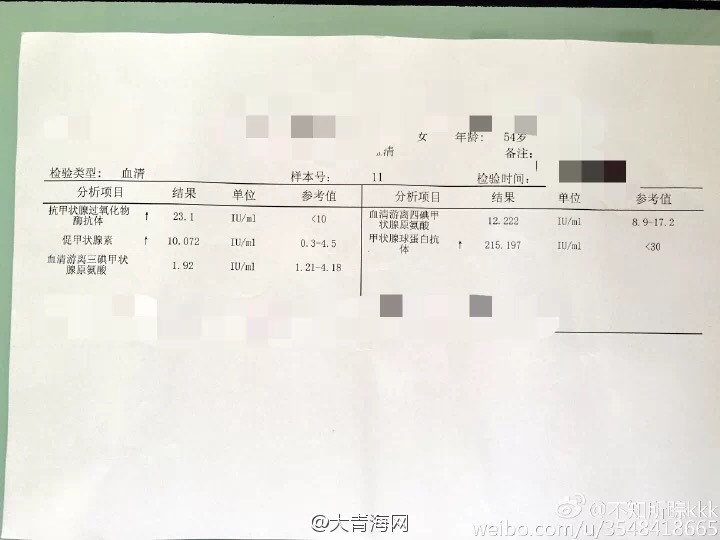 女 年龄: 54岁
清 备注:
检验类型: 血清 样本号: 11 检验时间:
分析项目 结果 单位 参考值 分析项目 结果 单位 参考值
抗甲状腺过氧化物酶抗体 ↑ 23.1 IU/ml <10 血清游离四碘甲状腺原氨酸 12.222 IU/ml 8.9-17.2
促甲状腺素 ↑ 10.072 IU/ml 0.3-4.5 甲状腺球蛋白抗体 ↑ 215.197 IU/ml <30
血清游离三碘甲状腺原氨酸 1.92 IU/ml 1.21-4.18
@大青海网
@不知所踪kkk
weibo.com/u/3548418665